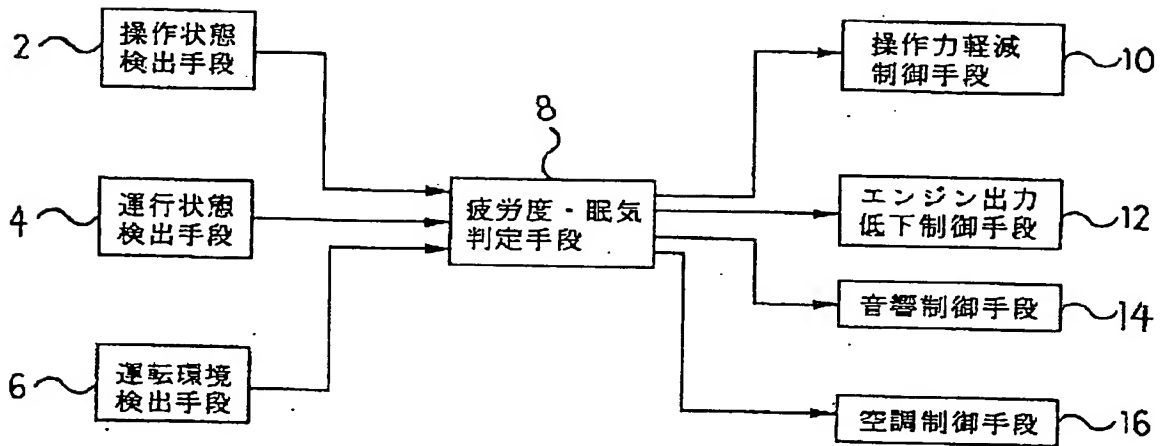 2
操作状態
検出手段
4
運行状態
検出手段
6
運転環境
検出手段
8
疲労度・眠気
判定手段
操作力軽減
制御手段
10
エンジン出力
低下制御手段
12
音響制御手段
14
空調制御手段
16